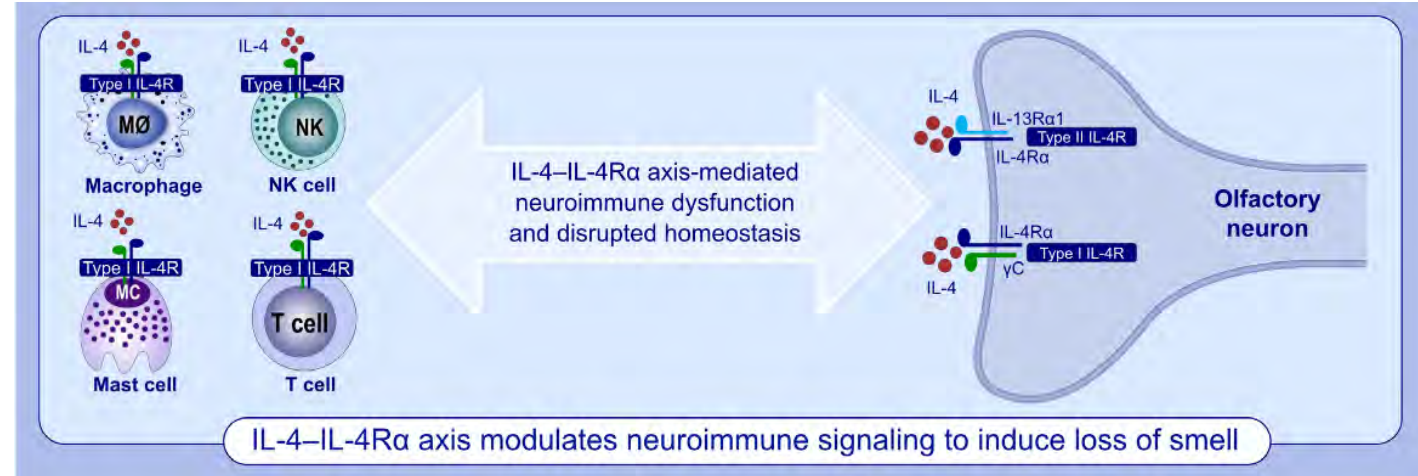 IL-4
Type I IL-4R
MØ
Macrophage
IL-4
Type I IL-4R
NK
NK cell
IL-4
Type I IL-4R
MC
Mast cell
IL-4
Type I IL-4R
T cell
T cell
IL-4–IL-4Rα axis-mediated
neuroimmune dysfunction
and disrupted homeostasis
IL-4
IL-13Rα1
Type II IL-4R
IL-4Rα
IL-4Rα
Type I IL-4R
γC
IL-4
Olfactory
neuron
IL-4–IL-4Rα axis modulates neuroimmune signaling to induce loss of smell